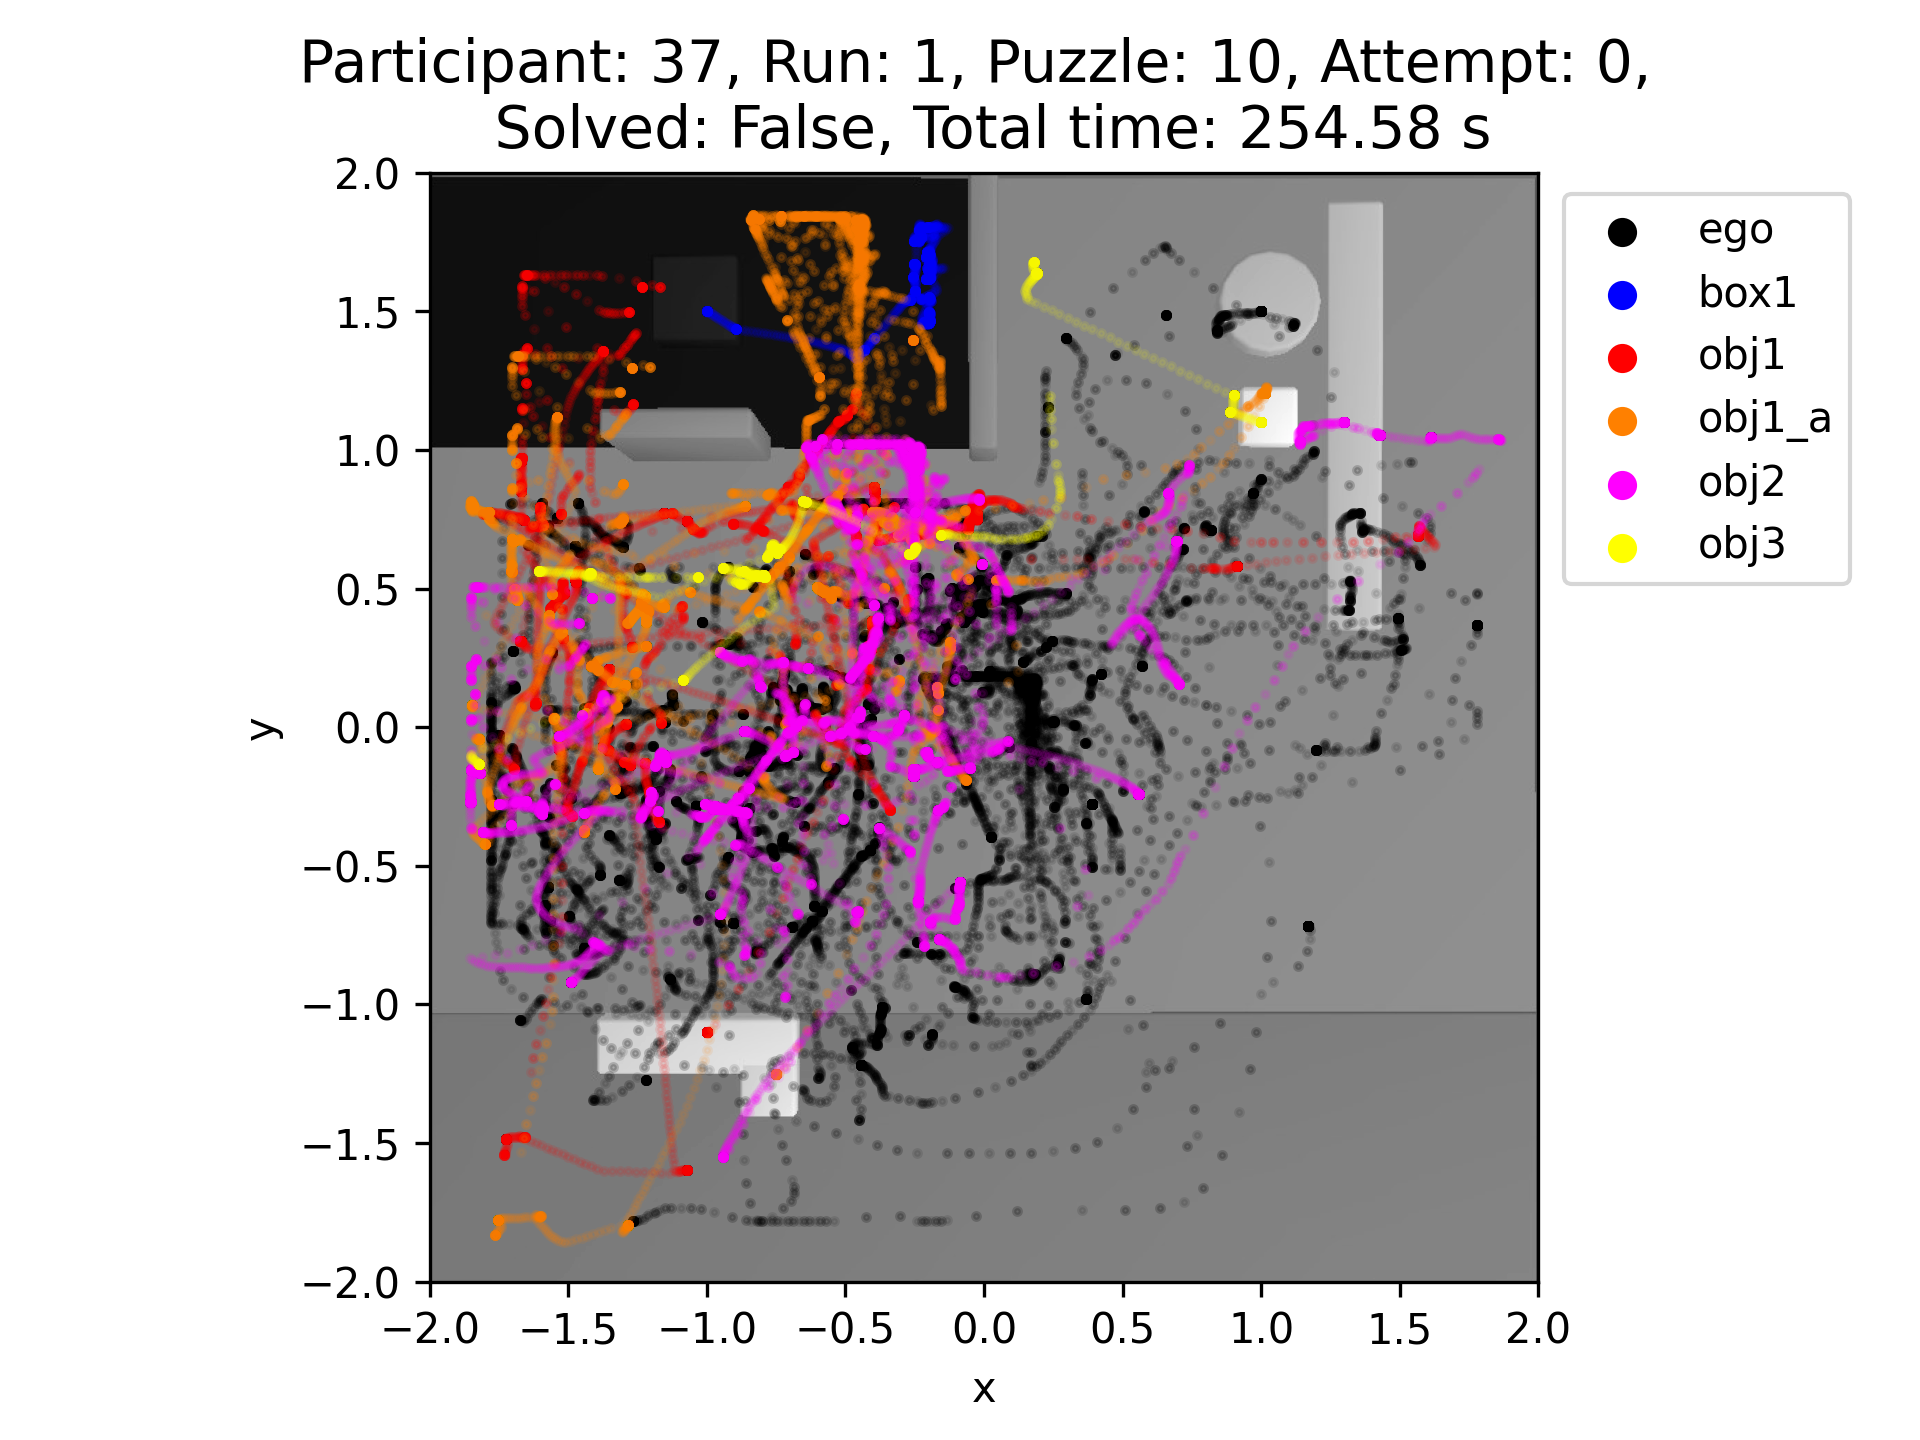 Participant: 37, Run: 1, Puzzle: 10, Attempt: 0,
Solved: False, Total time: 254.58 s
2.0
1.5
1.0
0.5
0.0
−0.5
−1.0
−1.5
−2.0
y
−2.0 −1.5 −1.0 −0.5 0.0 0.5 1.0 1.5 2.0
x
ego
box1
obj1
obj1_a
obj2
obj3